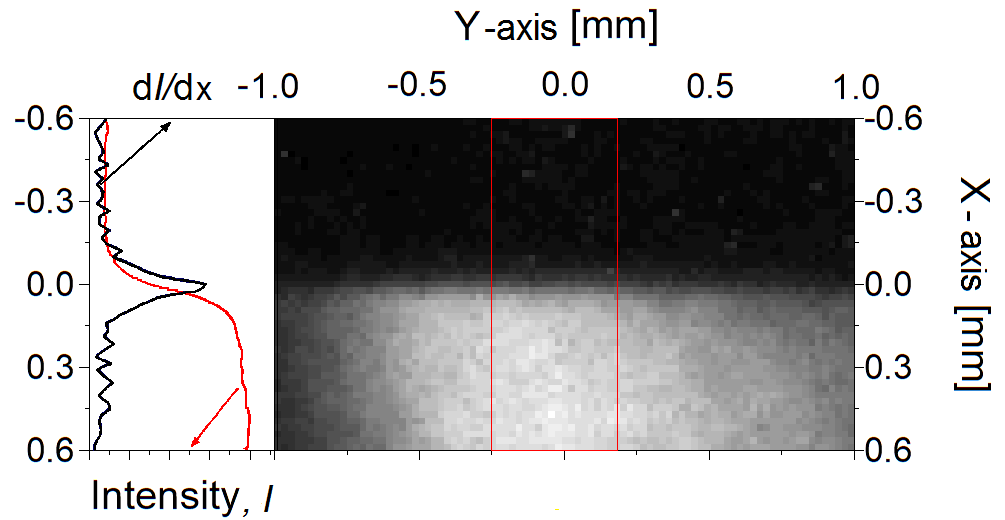 Y-axis [mm]
dI/dx -1.0 -0.5 0.0 0.5 1.0
-0.6 -0.6
-0.3 -0.3
0.0 0.0
0.3 0.3
0.6 0.6
X-axis [mm]
Intensity, I